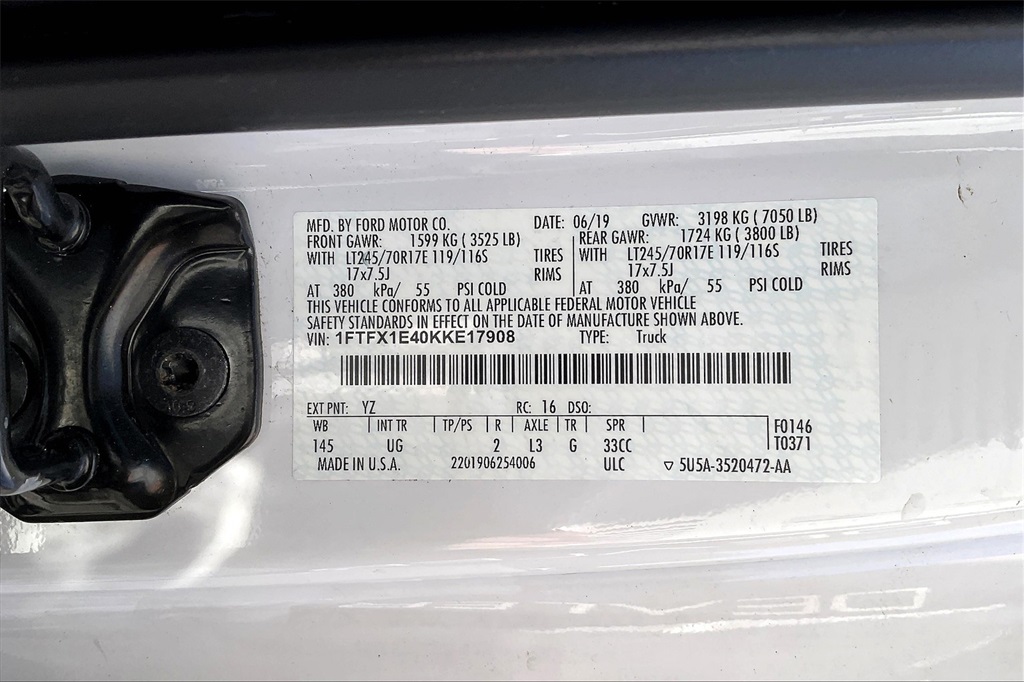 MFD. BY FORD MOTOR CO. DATE: 06/19 GVWR: 3198 KG ( 7050 LB)
FRONT GAWR: 1599 KG ( 3525 LB) REAR GAWR: 1724 KG ( 3800 LB)
WITH LT245/70R17E 119/116S TIRES WITH LT245/70R17E 119/116S TIRES
17x7.5J RIMS 17x7.5J RIMS
AT 380 kPa/ 55 PSI COLD AT 380 kPa/ 55 PSI COLD
THIS VEHICLE CONFORMS TO ALL APPLICABLE FEDERAL MOTOR VEHICLE
SAFETY STANDARDS IN EFFECT ON THE DATE OF MANUFACTURE SHOWN ABOVE.
VIN: 1FTFX1E40KKE17908 TYPE: Truck
EXT PNT: YZ RC: 16 DSO:
WB INT TR TP/PS R AXLE TR SPR F0146
145 UG 2 L3 G 33CC T0371
MADE IN U.S.A. 2201906254006 ULC ▽ 5U5A-3520472-AA